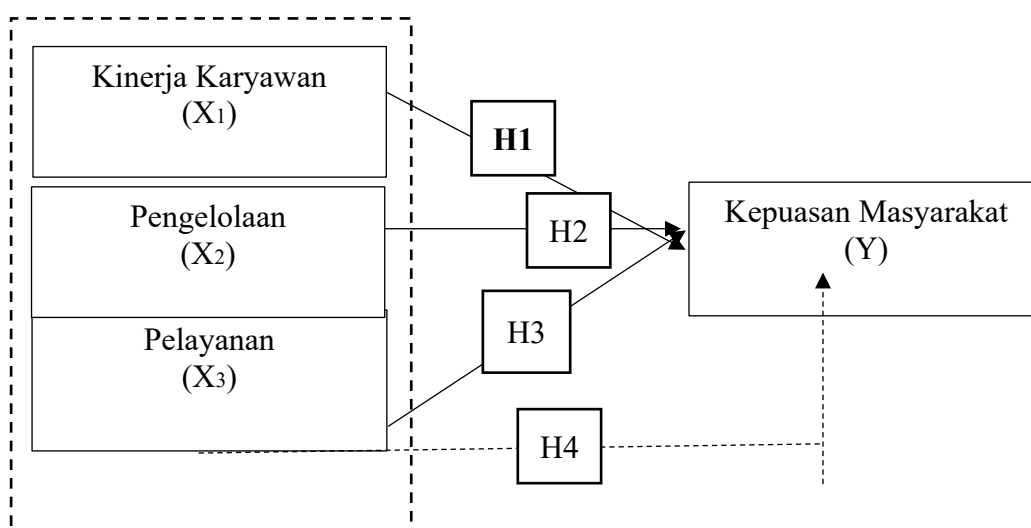 Kinerja Karyawan
(X1)
H1
Pengelolaan
(X2)
H2
Kepuasan Masyarakat
(Y)
Pelayanan
(X3)
H3
H4